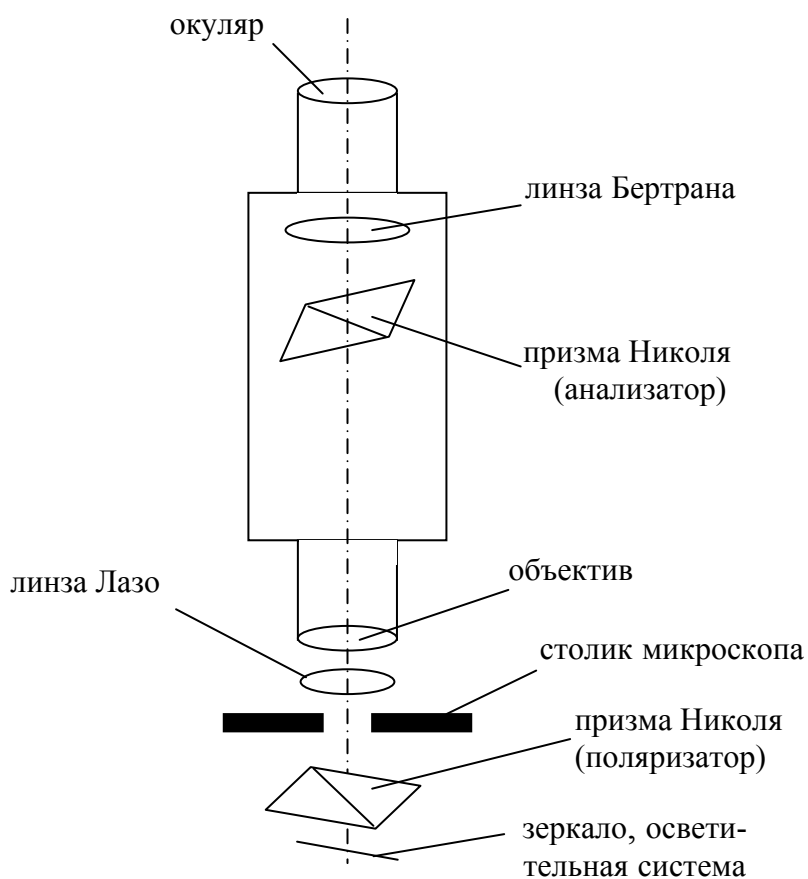 окуляр
линза Бертрана
призма Николя
(анализатор)
объектив
линза Лазо
столик микроскопа
призма Николя
(поляризатор)
зеркало, освети-
тельная система